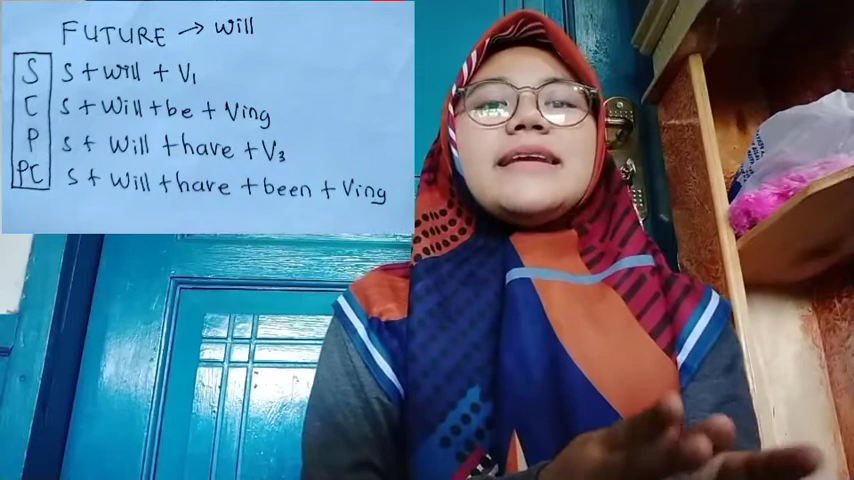 FUTURE → will
S S + will + V1
C S + will + be + Ving
P S + will + have + V3
PC S + will + have + been + Ving